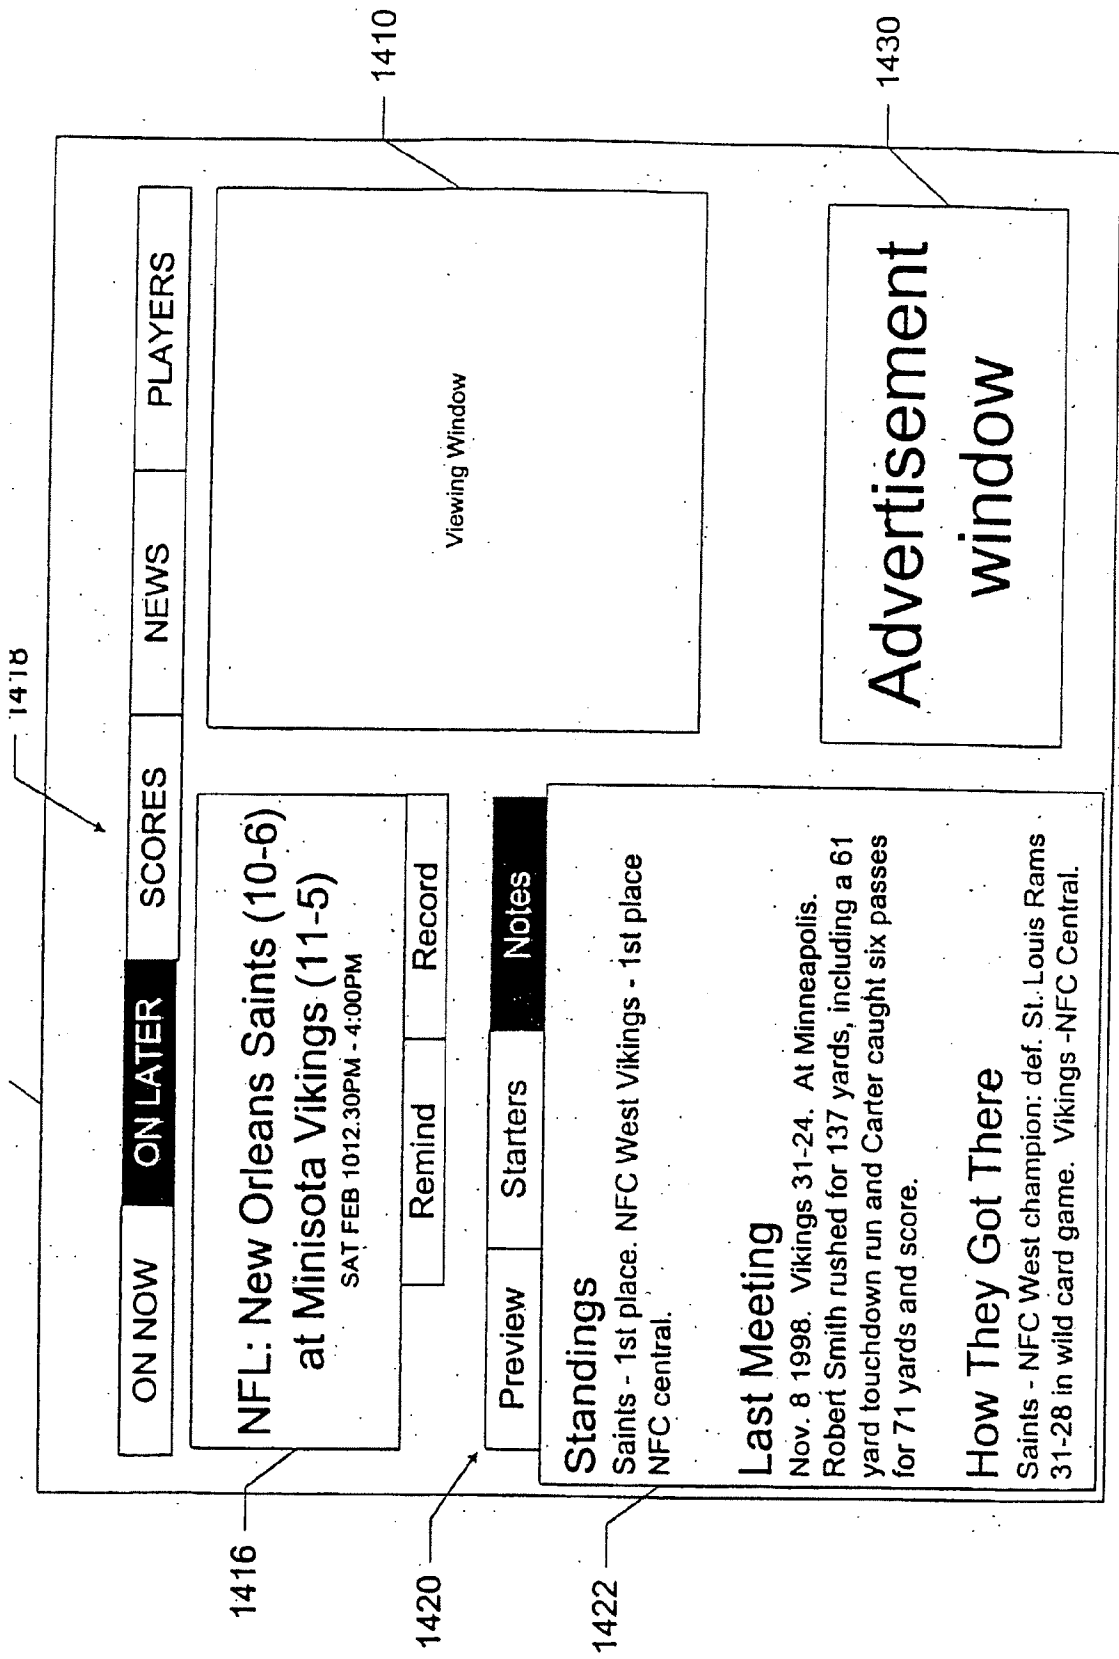 1418
ON NOW
ON LATER
SCORES
NEWS
PLAYERS
NFL: New Orleans Saints (10-6)
at Minisota Vikings (11-5)
SAT FEB 1012.30PM - 4:00PM
Remind
Record
1416
Viewing Window
1410
1420
Preview
Starters
Notes
1422
Standings
Saints - 1st place. NFC West Vikings - 1st place
NFC central.
Last Meeting
Nov. 8 1998. Vikings 31-24. At Minneapolis.
Robert Smith rushed for 137 yards, including a 61
yard touchdown run and Carter caught six passes
for 71 yards and score.
How They Got There
Saints - NFC West champion: def. St. Louis Rams
31-28 in wild card game. Vikings -NFC Central.
Advertisement
window
1430